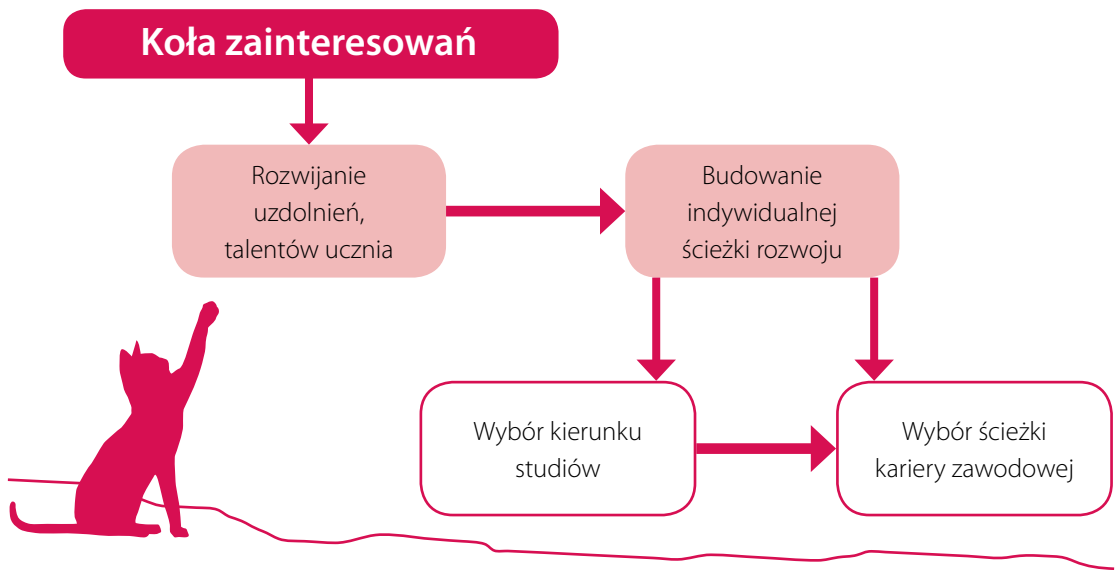 Koła zainteresowań
Rozwijanie
uzdolnień,
talentów ucznia
Budowanie
indywidualnej
ścieżki rozwoju
Wybór kierunku
studiów
Wybór ścieżki
kariery zawodowej